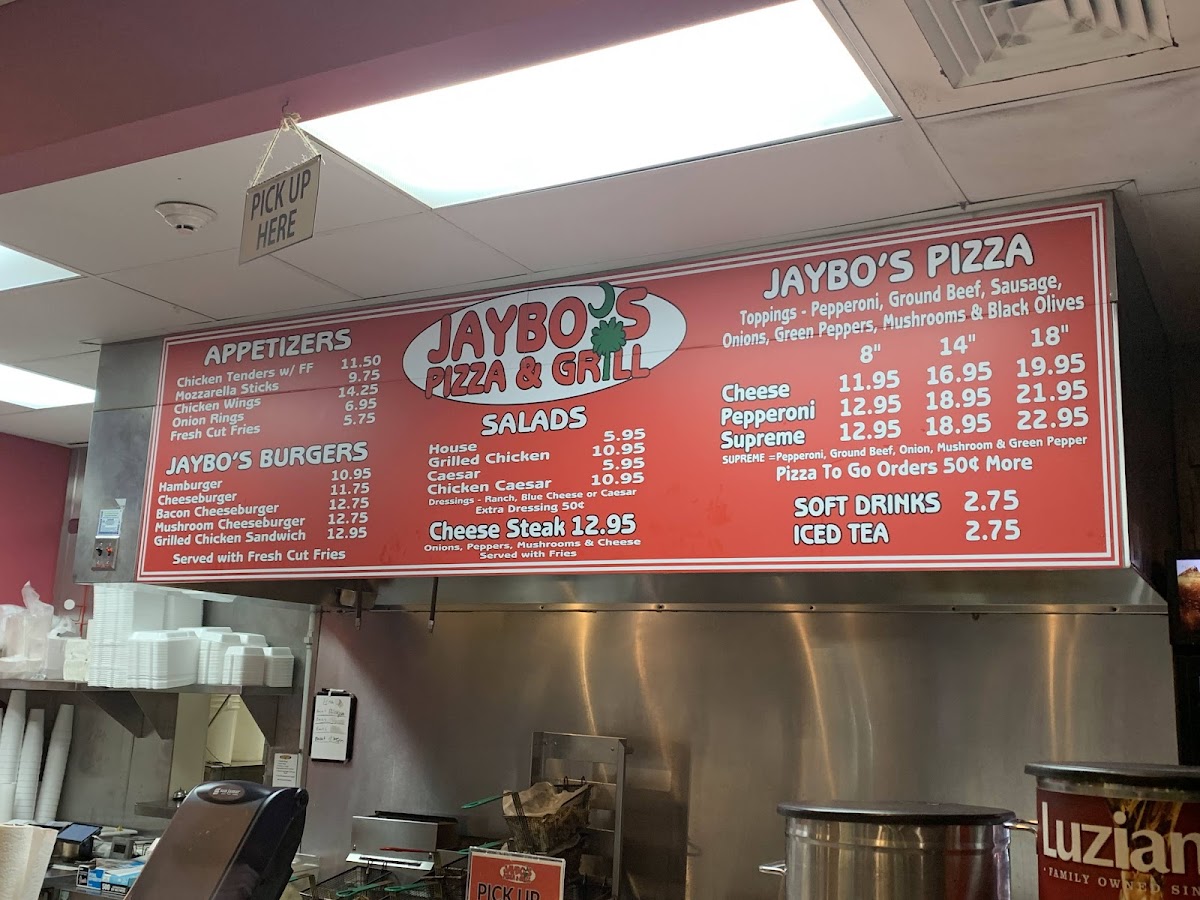 PICK UP
HERE
APPETIZERS
Chicken Tenders w/ FF 11.50
Mozzarella Sticks 9.75
Chicken Wings 14.25
Onion Rings 6.95
Fresh Cut Fries 5.75
JAYBO'S BURGERS
Hamburger 10.95
Cheeseburger 11.75
Bacon Cheeseburger 12.75
Mushroom Cheeseburger 12.75
Grilled Chicken Sandwich 12.95
Served with Fresh Cut Fries
JAYBO'S
PIZZA & GRILL
SALADS
House 5.95
Grilled Chicken 10.95
Caesar 5.95
Chicken Caesar 10.95
Dressings - Ranch, Blue Cheese or Caesar
Extra Dressing 50¢
Cheese Steak 12.95
Onions, Peppers, Mushrooms & Cheese
Served with Fries
JAYBO'S PIZZA
Toppings - Pepperoni, Ground Beef, Sausage,
Onions, Green Peppers, Mushrooms & Black Olives
8" 14" 18"
Cheese 11.95 16.95 19.95
Pepperoni 12.95 18.95 21.95
Supreme 12.95 18.95 22.95
SUPREME = Pepperoni, Ground Beef, Onion, Mushroom & Green Pepper
Pizza To Go Orders 50¢ More
SOFT DRINKS 2.75
ICED TEA 2.75
PICK UP
Luzian
FAMILY OWNED SIN